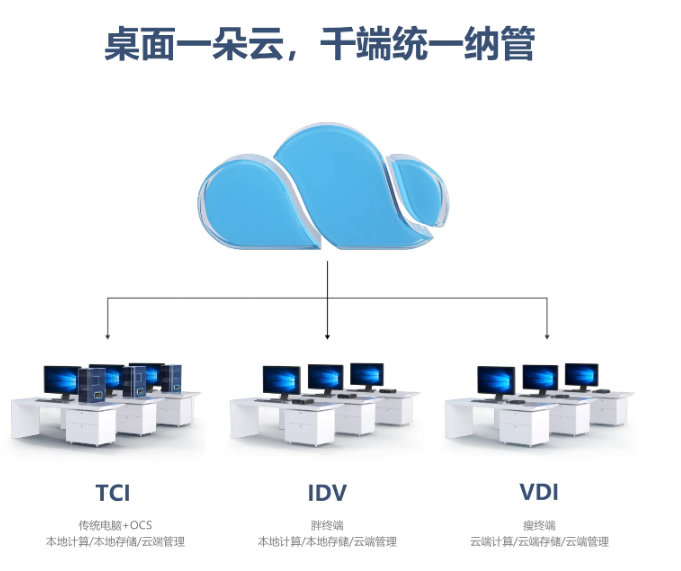 桌面一朵云，千端统一纳管
TCI
传统电脑+OCS
本地计算/本地存储/云端管理
IDV
胖终端
本地计算/本地存储/云端管理
VDI
瘦终端
云端计算/云端存储/云端管理